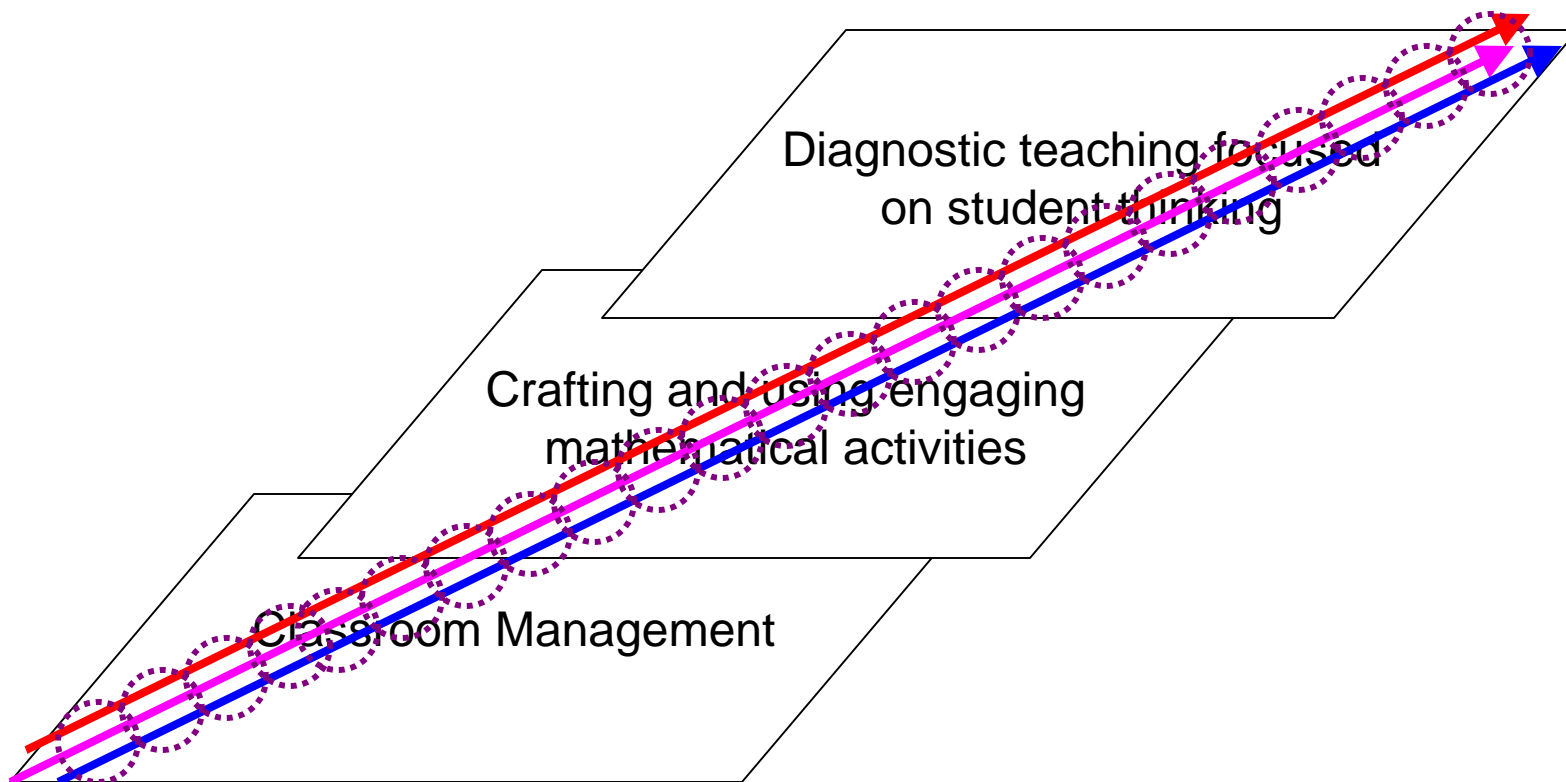 Diagnostic teaching focused
on student thinking
Crafting and using engaging
mathematical activities
Classroom Management